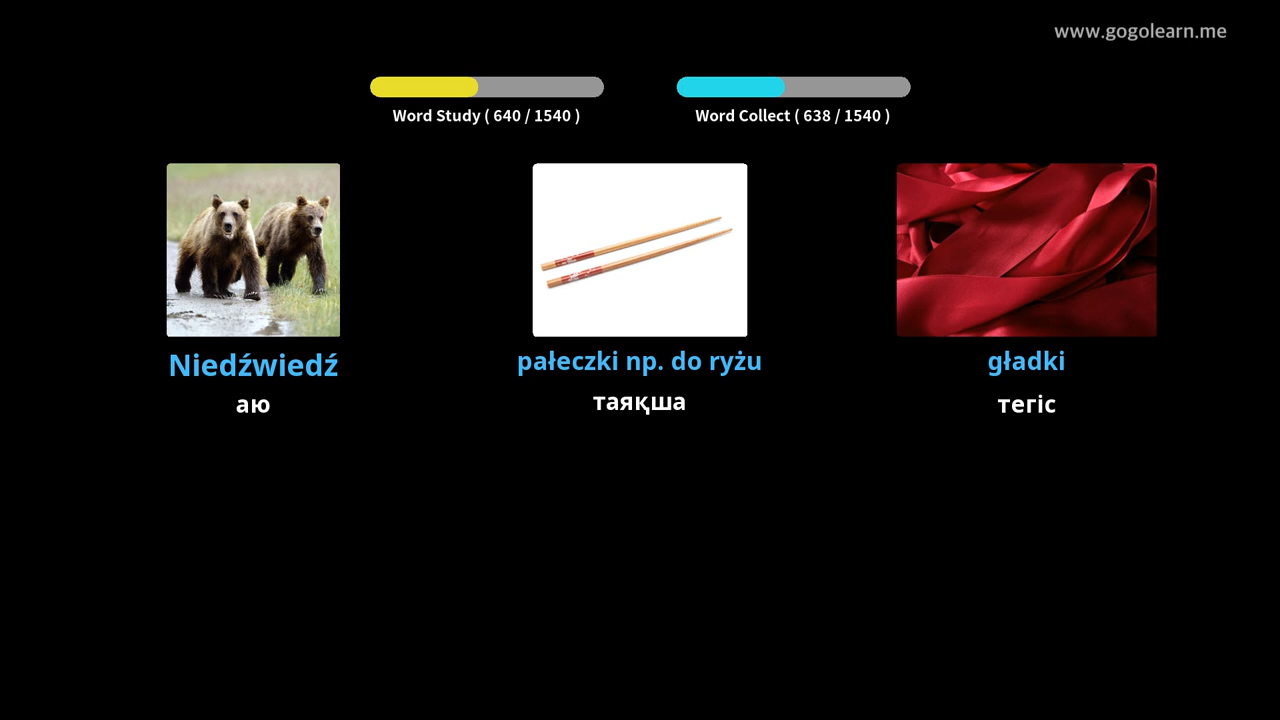 www.gogolearn.me
Word Study ( 640 / 1540 )
Word Collect ( 638 / 1540 )
Niedźwiedź
аю
pałeczki np. do ryżu
таяқша
gładki
тегіс